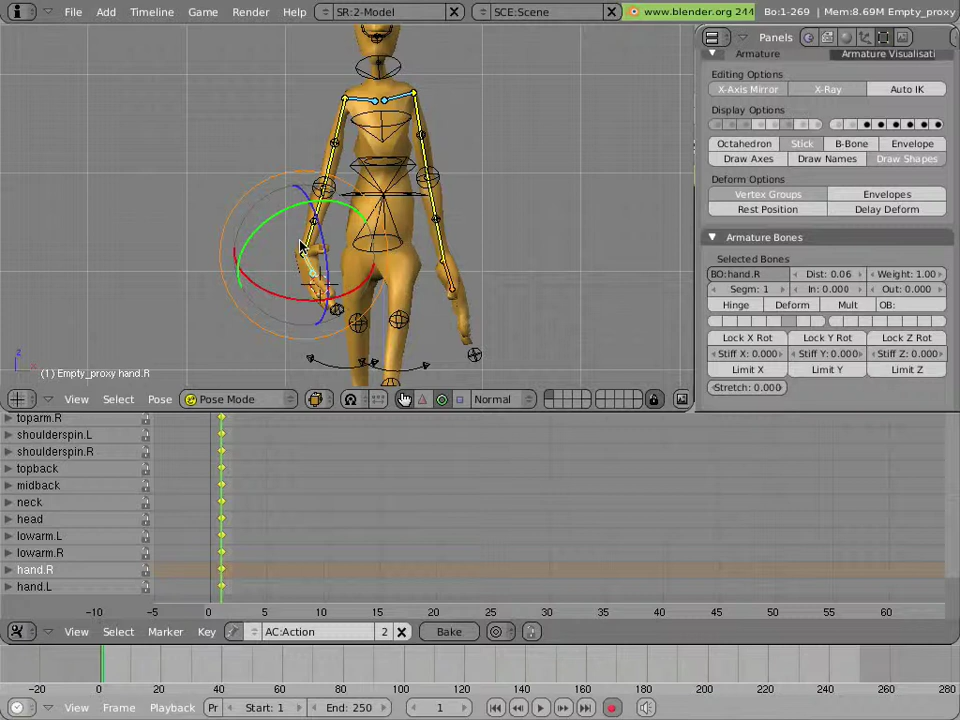 File Add Timeline Game Render Help SR:2-Model SCE:Scene www.blender.org 244 Bo:1-269 | Mem:8.69M Empty_proxy
Panels
Armature Armature Visualisati
Editing Options
X-Axis Mirror X-Ray Auto IK
Display Options
Octahedron Stick B-Bone Envelope
Draw Axes Draw Names Draw Shapes
Deform Options
Vertex Groups Envelopes
Rest Position Delay Deform
Armature Bones
Selected Bones
BO:hand.R Dist: 0.06 Weight: 1.00
Segm: 1 In: 0.000 Out: 0.000
Hinge Deform Mult OB:
Lock X Rot Lock Y Rot Lock Z Rot
Stiff X: 0.000 Stiff Y: 0.000 Stiff Z: 0.000
Limit X Limit Y Limit Z
Stretch: 0.000
z
(1) Empty_proxy hand.R
View Select Pose Pose Mode Normal
toparm.R
shoulderspin.L
shoulderspin.R
topback
midback
neck
head
lowarm.L
lowarm.R
hand.R
hand.L
-10 -5 0 5 10 15 20 25 30 35 40 45 50 55 60
View Select Marker Key AC:Action 2 Bake
-20 0 20 40 60 80 100 120 140 160 180 200 220 240 260 280
View Frame Playback Pr Start: 1 End: 250 1